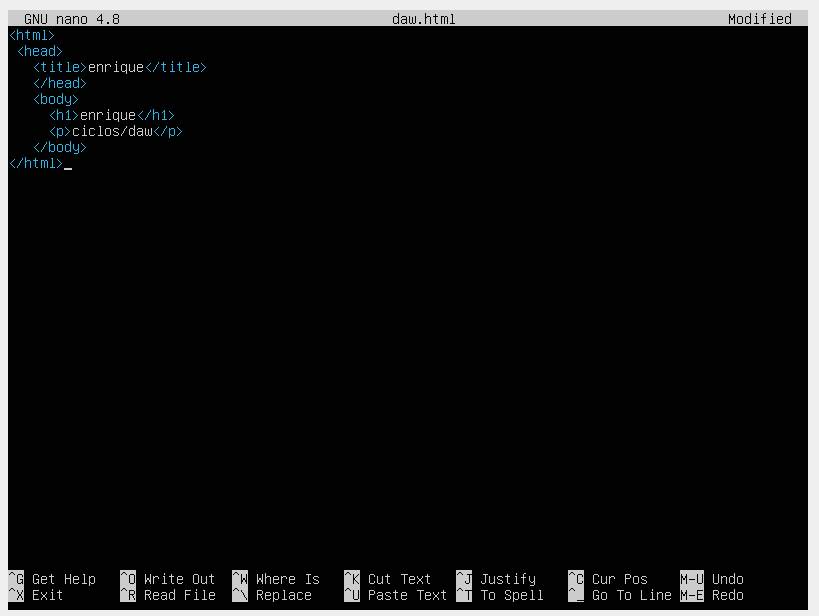 GNU nano 4.8 daw.html Modified
<html>
 <head>
   <title>enrique</title>
   </head>
   <body>
     <h1>enrique</h1>
     <p>ciclos/daw</p>
   </body>
</html>_
^G Get Help ^O Write Out ^W Where Is ^K Cut Text ^J Justify ^C Cur Pos M-U Undo
^X Exit ^R Read File ^\ Replace ^U Paste Text ^T To Spell ^_ Go To Line M-E Redo